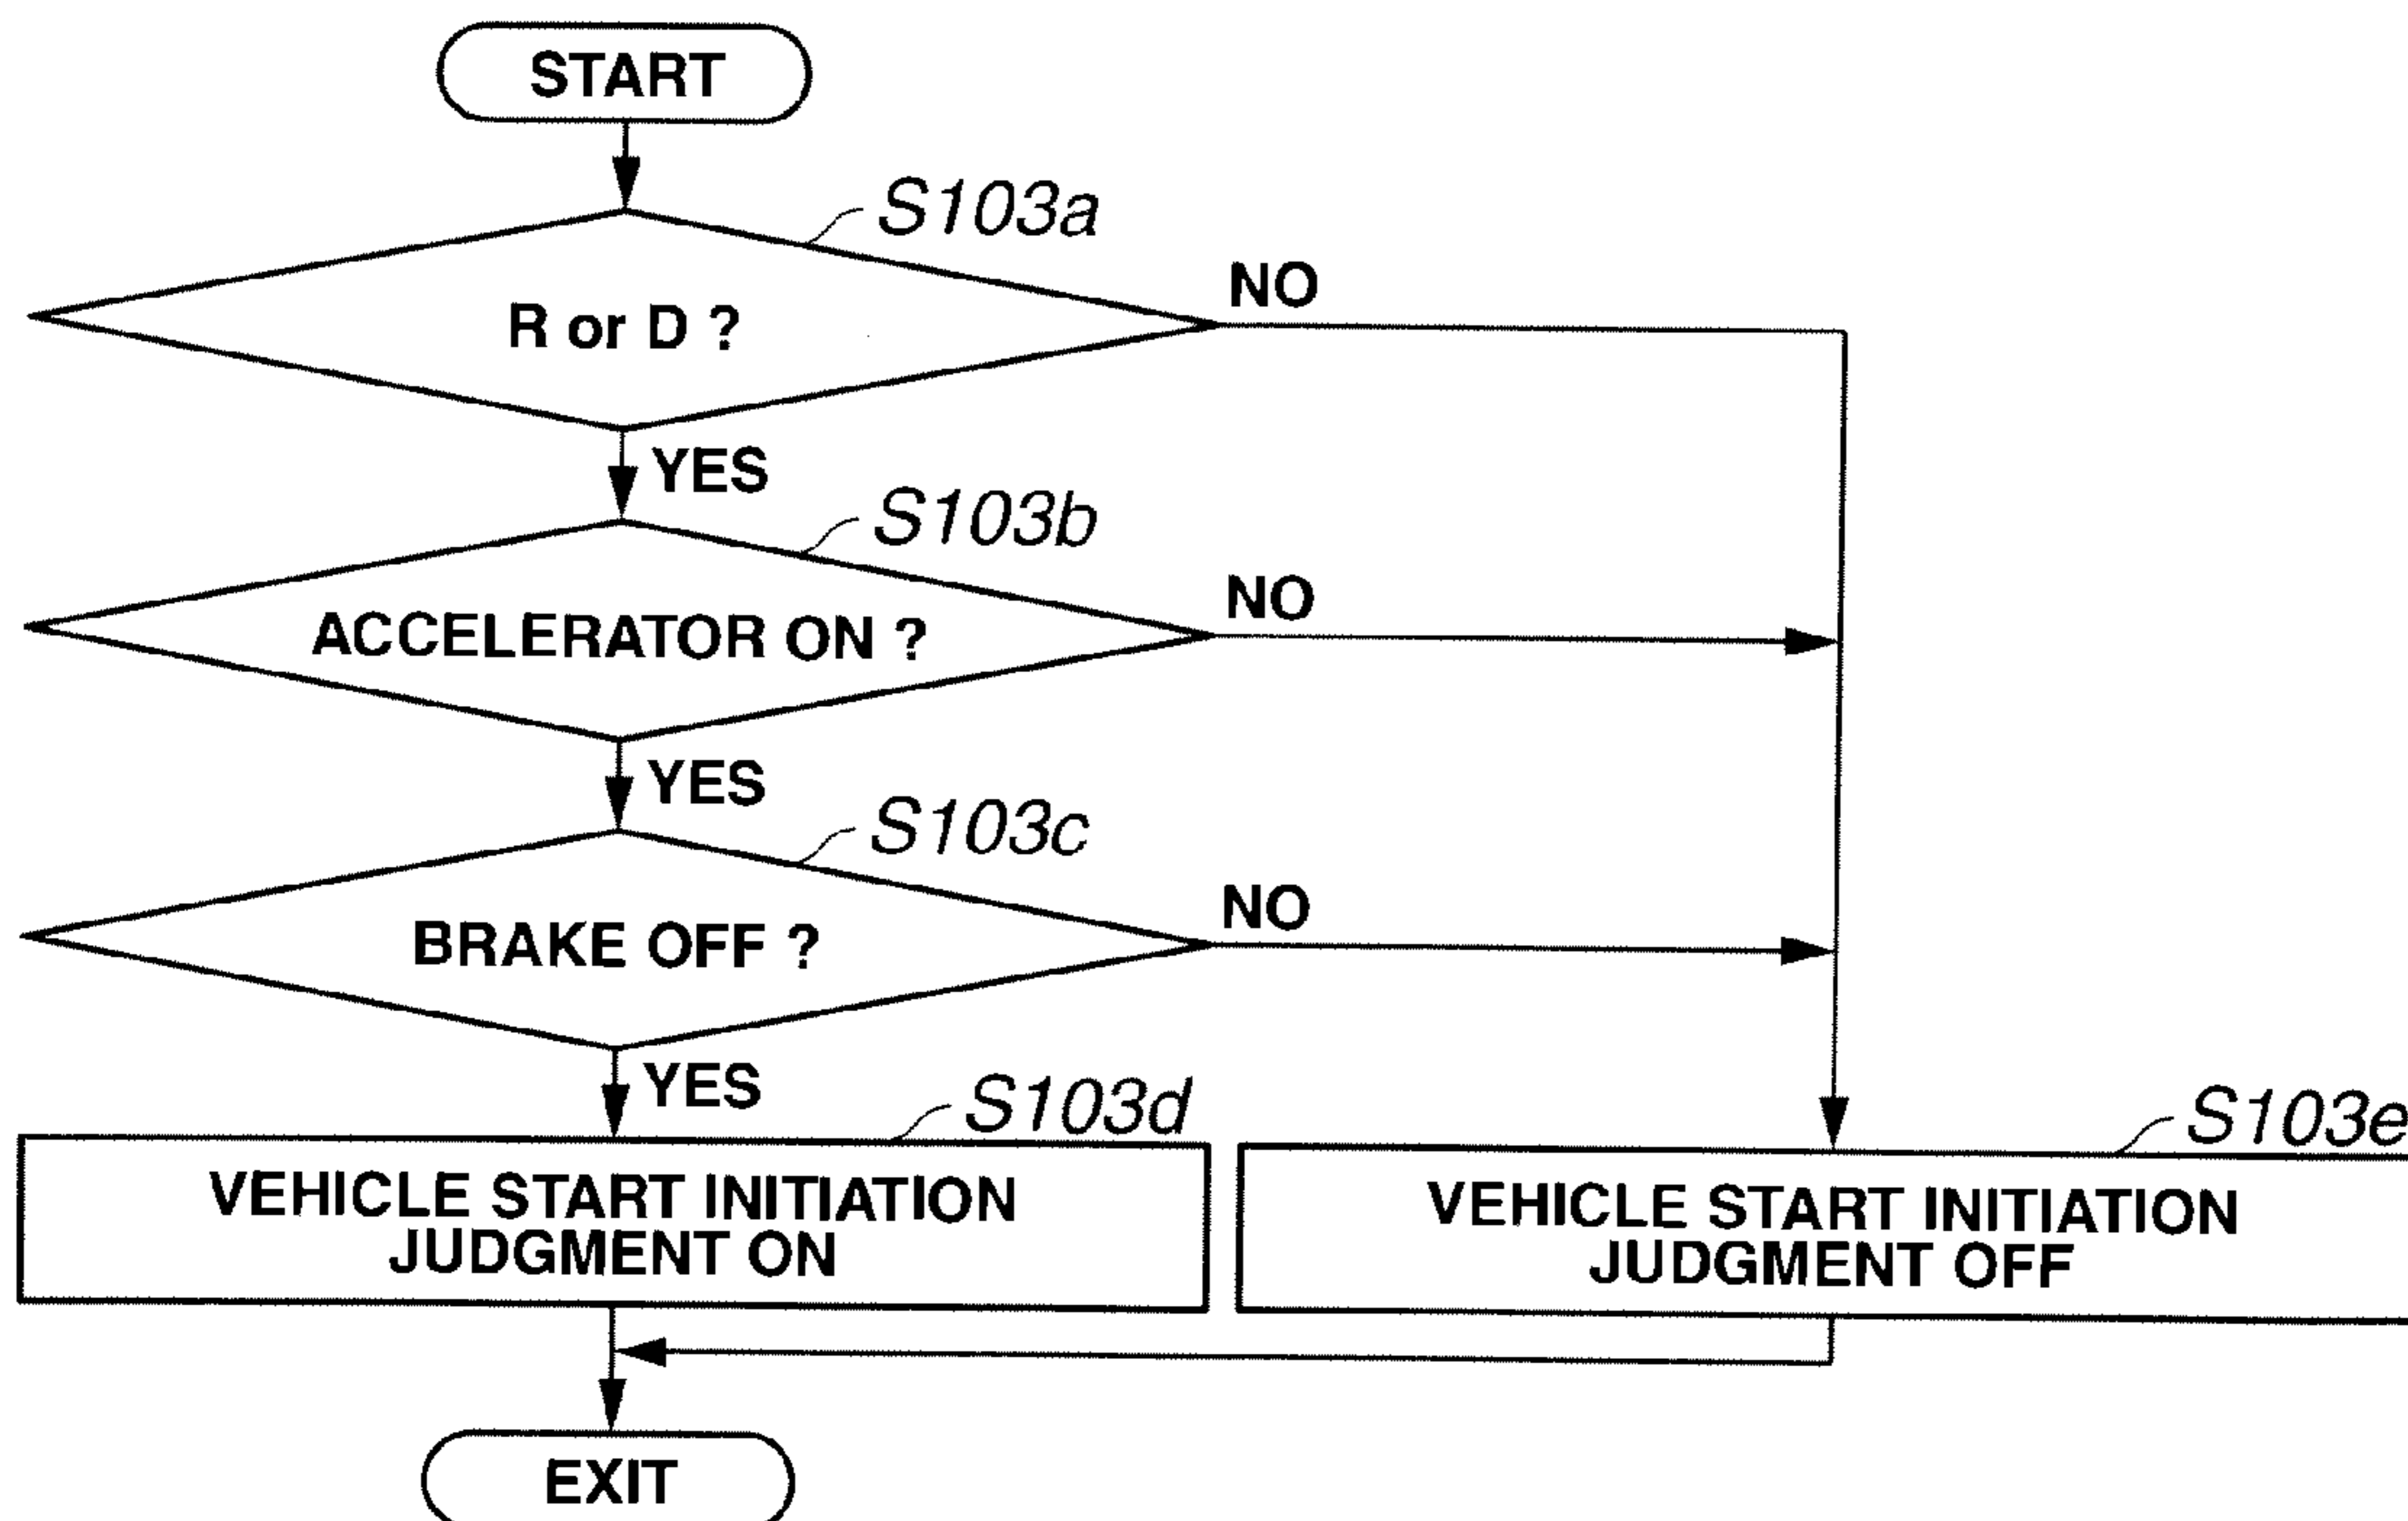 START
S103a
R or D ?
NO
YES
S103b
ACCELERATOR ON ?
NO
YES
S103c
BRAKE OFF ?
NO
YES
S103d
VEHICLE START INITIATION
JUDGMENT ON
S103e
VEHICLE START INITIATION
JUDGMENT OFF
EXIT